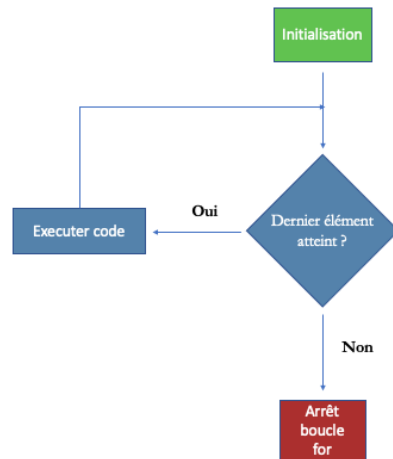 Initialisation
Oui
Dernier élément
atteint ?
Executer code
Non
Arrêt
boucle
for